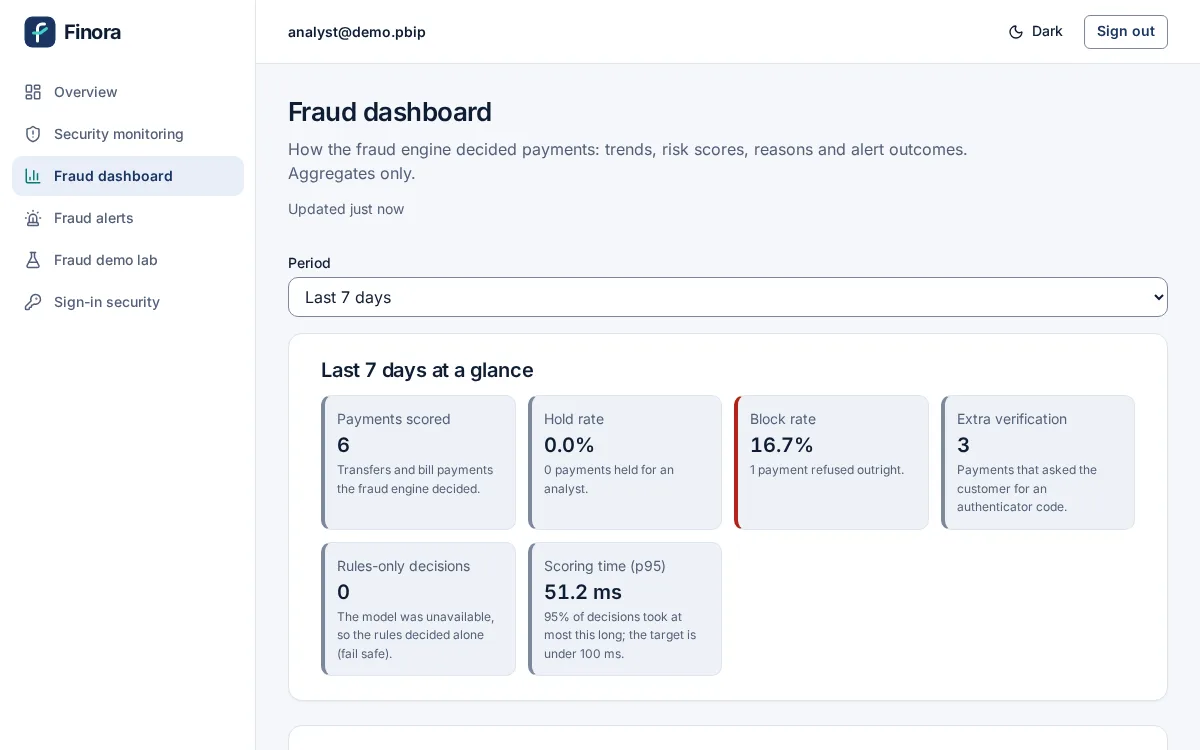 Finora
analyst@demo.pbip
Dark
Sign out
Overview
Security monitoring
Fraud dashboard
Fraud alerts
Fraud demo lab
Sign-in security
Fraud dashboard
How the fraud engine decided payments: trends, risk scores, reasons and alert outcomes.
Aggregates only.
Updated just now
Period
Last 7 days
Last 7 days at a glance
Payments scored
6
Transfers and bill payments
the fraud engine decided.
Hold rate
0.0%
0 payments held for an
analyst.
Block rate
16.7%
1 payment refused outright.
Extra verification
3
Payments that asked the
customer for an
authenticator code.
Rules-only decisions
0
The model was unavailable,
so the rules decided alone
(fail safe).
Scoring time (p95)
51.2 ms
95% of decisions took at
most this long; the target is
under 100 ms.